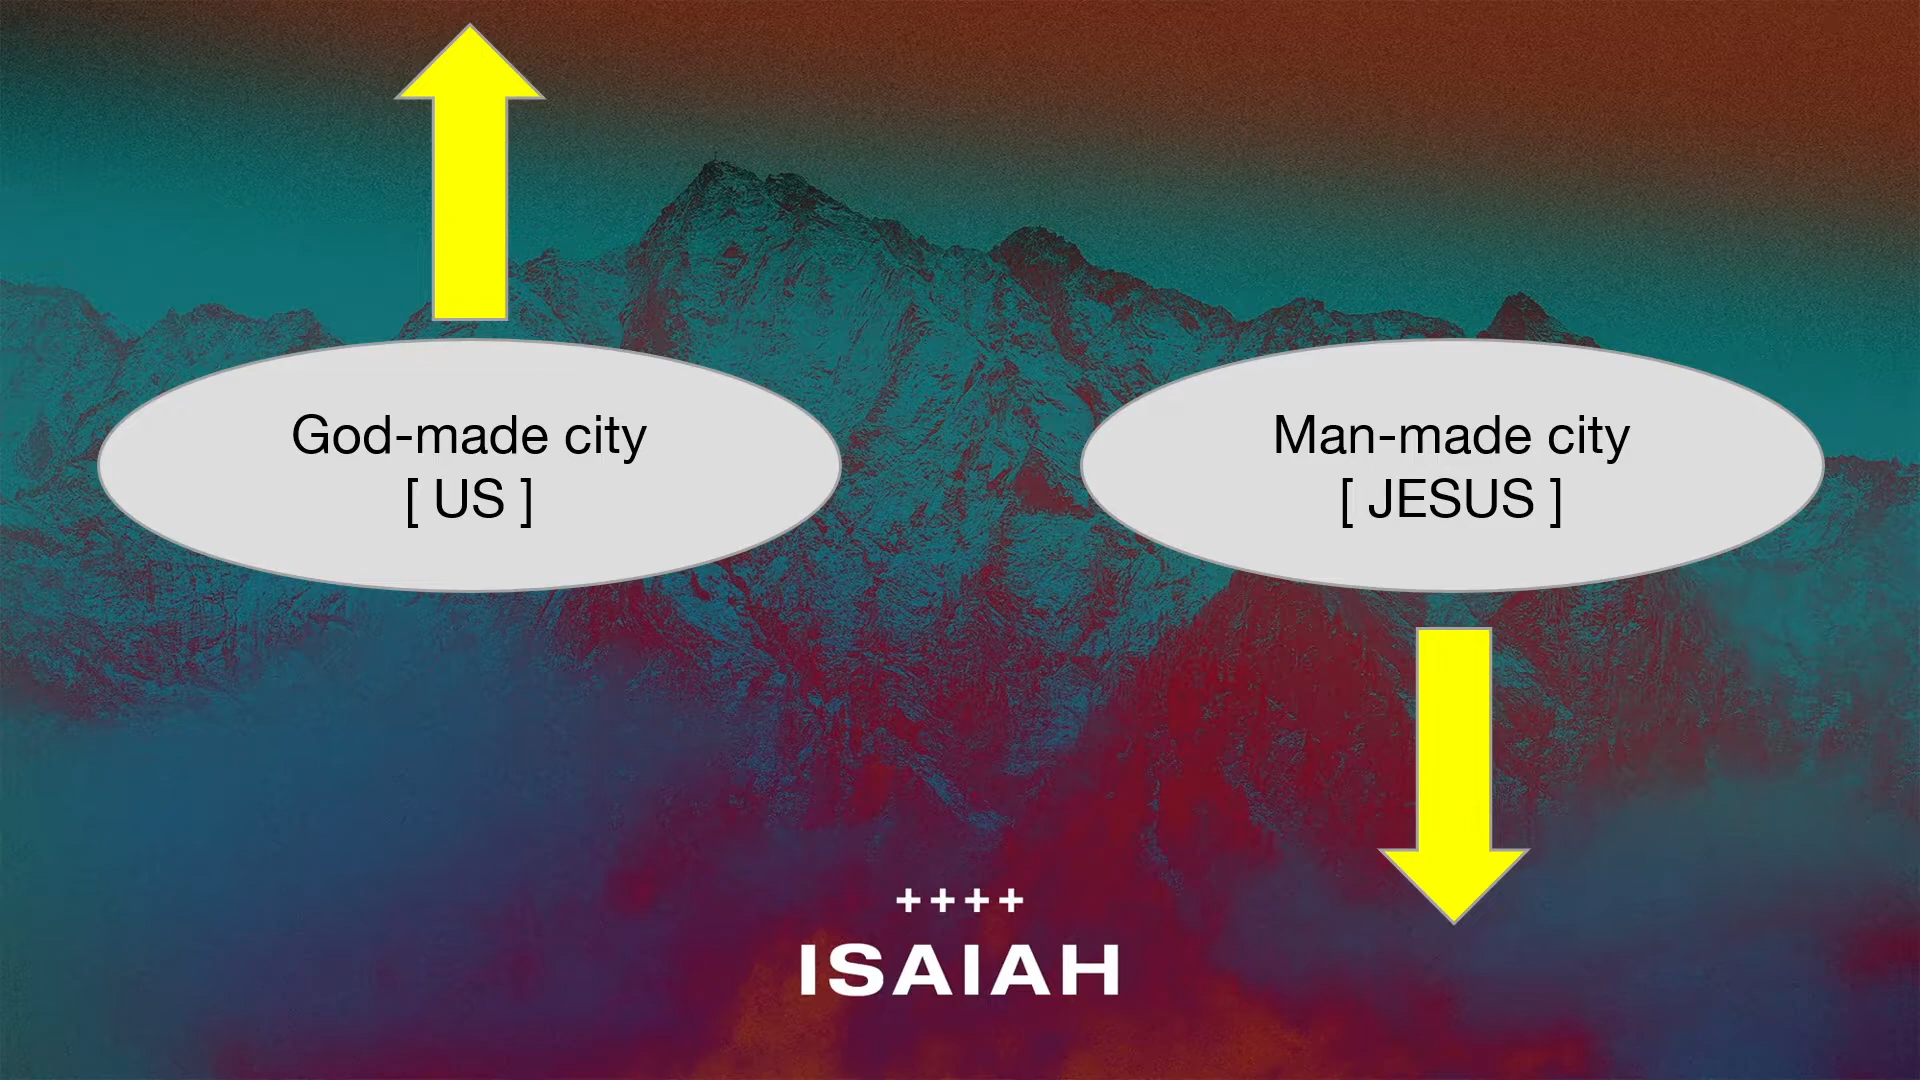 God-made city
[ US ]
Man-made city
[ JESUS ]
++++
ISAIAH